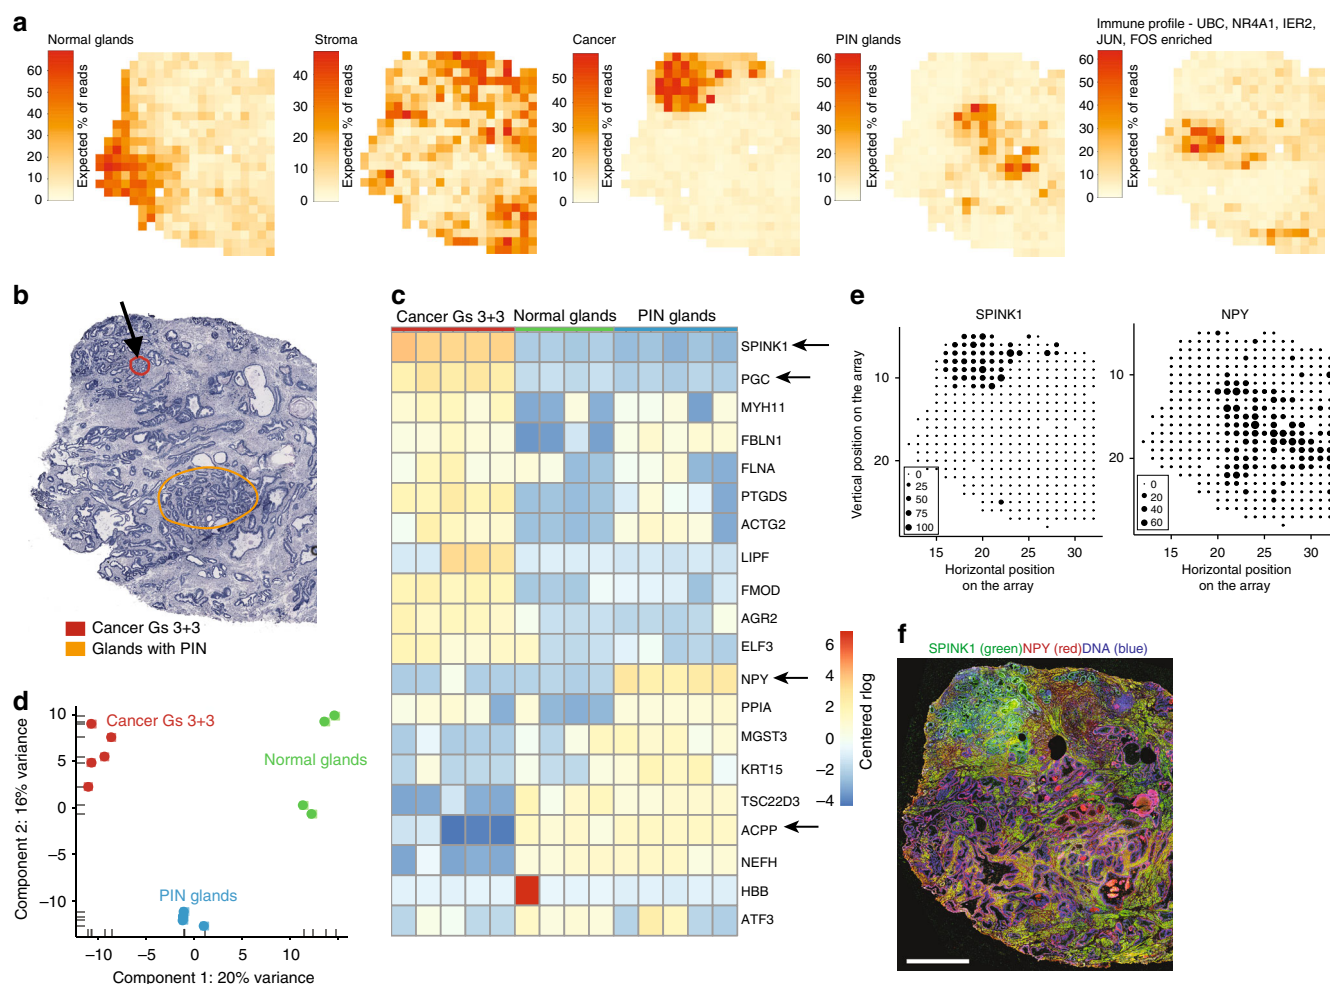 a
Normal glands
60
50
40
30
20
10
0
Expected % of reads
Stroma
40
30
20
10
0
Expected % of reads
Cancer
50
40
30
20
10
0
Expected % of reads
PIN glands
60
50
40
30
20
10
0
Expected % of reads
Immune profile - UBC, NR4A1, IER2,
JUN, FOS enriched
60
50
40
30
20
10
0
Expected % of reads
b
Cancer Gs 3+3
Glands with PIN
c
Cancer Gs 3+3
Normal glands
PIN glands
SPINK1
PGC
MYH11
FBLN1
FLNA
PTGDS
ACTG2
LIPF
FMOD
AGR2
ELF3
NPY
PPIA
MGST3
KRT15
TSC22D3
ACPP
NEFH
HBB
ATF3
6
4
2
0
−2
−4
Centered rlog
d
Component 2: 16% variance
10
5
0
−5
−10
Cancer Gs 3+3
Normal glands
PIN glands
−10
−5
0
5
10
Component 1: 20% variance
e
SPINK1
Vertical position on the array
10
20
0
25
50
75
100
15
20
25
30
Horizontal position
on the array
NPY
10
20
0
20
40
60
15
20
25
30
Horizontal position
on the array
f
SPINK1 (green)NPY (red)DNA (blue)